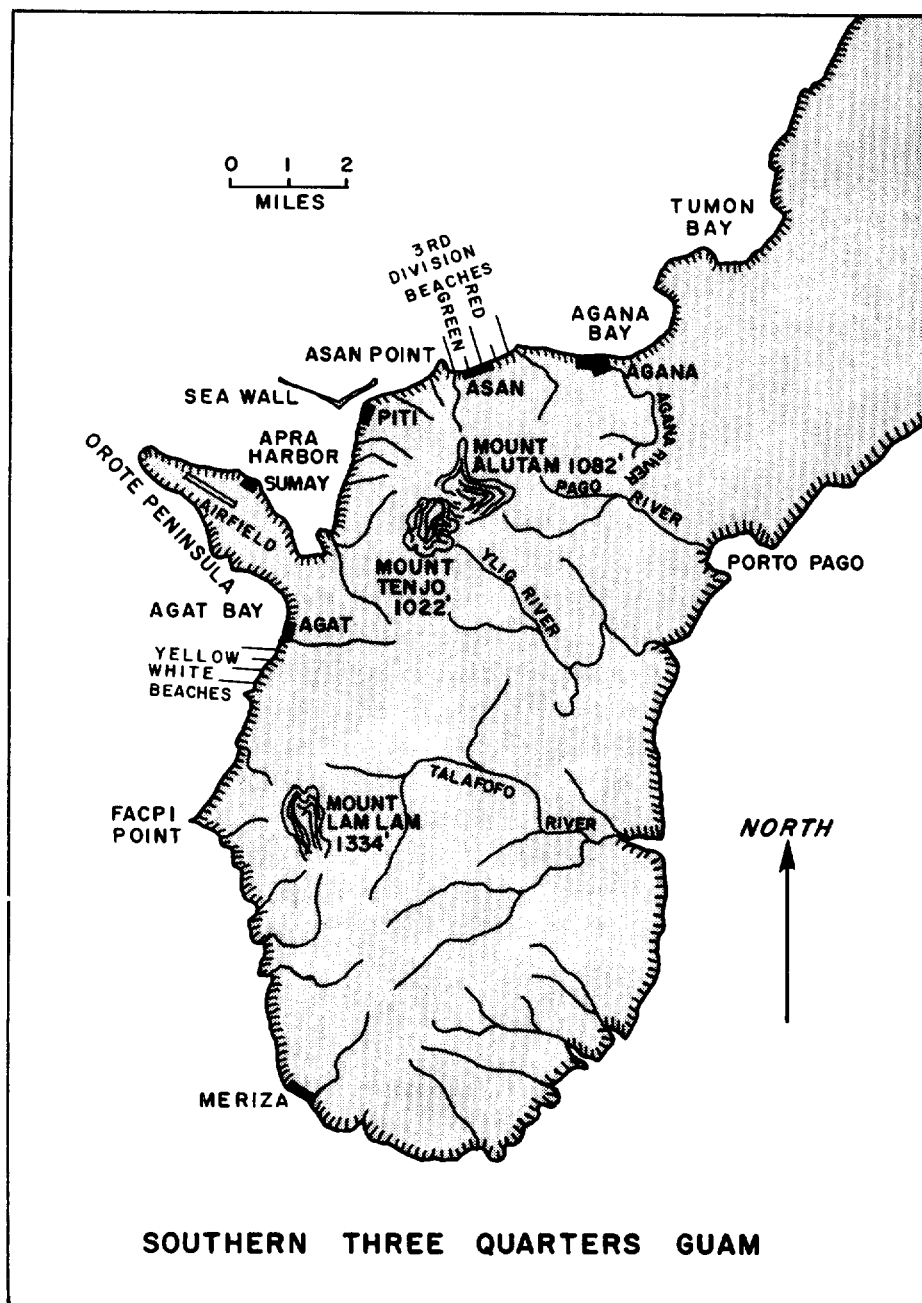 0 1 2
MILES
TUMON
BAY
3RD
DIVISION
BEACHES
RED
GREEN
AGANA
BAY
ASAN POINT
ASAN
AGANA
SEA WALL
PITI
AGANA RIVER
APRA
HARBOR
SUMAY
MOUNT
ALUTAM 1082'
PAGO
RIVER
OROTE PENINSULA
AIRFIELD
PORTO PAGO
MOUNT
TENJO
1022'
YLIG RIVER
AGAT BAY
AGAT
YELLOW
WHITE
BEACHES
TALAFOFO
RIVER
FACPI
POINT
MOUNT
LAM LAM
1334'
NORTH
MERIZA
SOUTHERN THREE QUARTERS GUAM